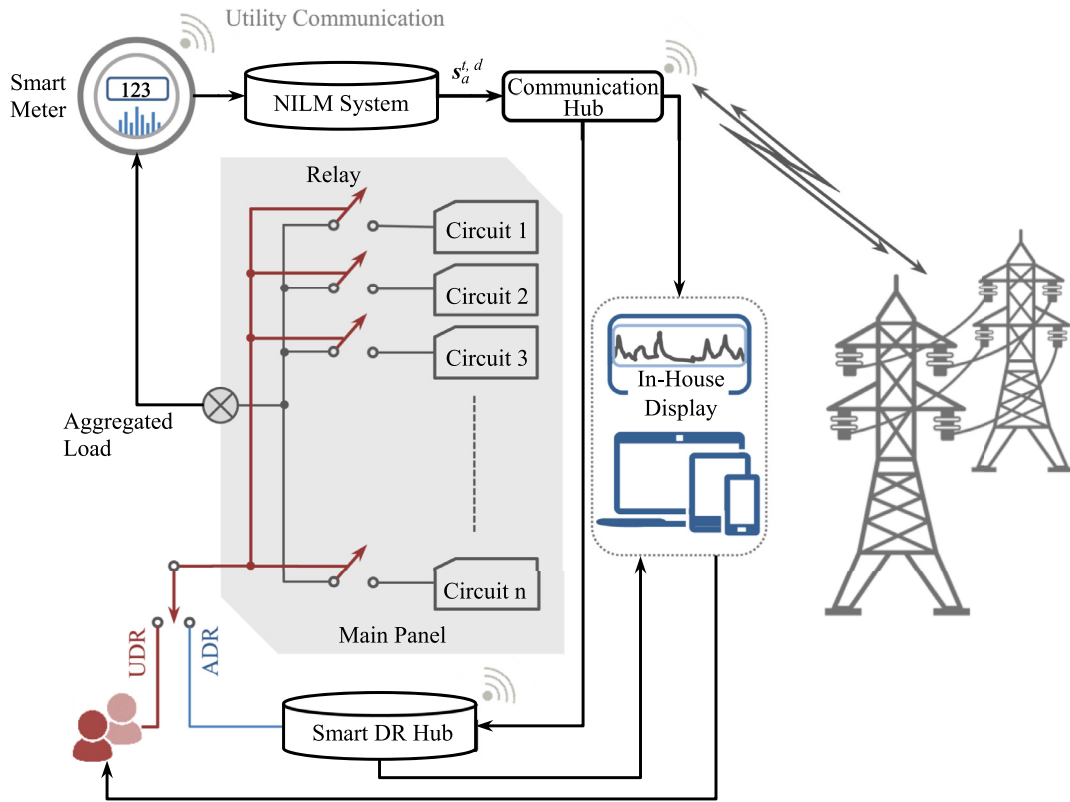 Utility Communication
Smart
Meter
123
NILM System
s_a^{t, d}
Communication
Hub
Relay
Circuit 1
Circuit 2
Circuit 3
In-House
Display
Aggregated
Load
Circuit n
Main Panel
UDR
ADR
Smart DR Hub